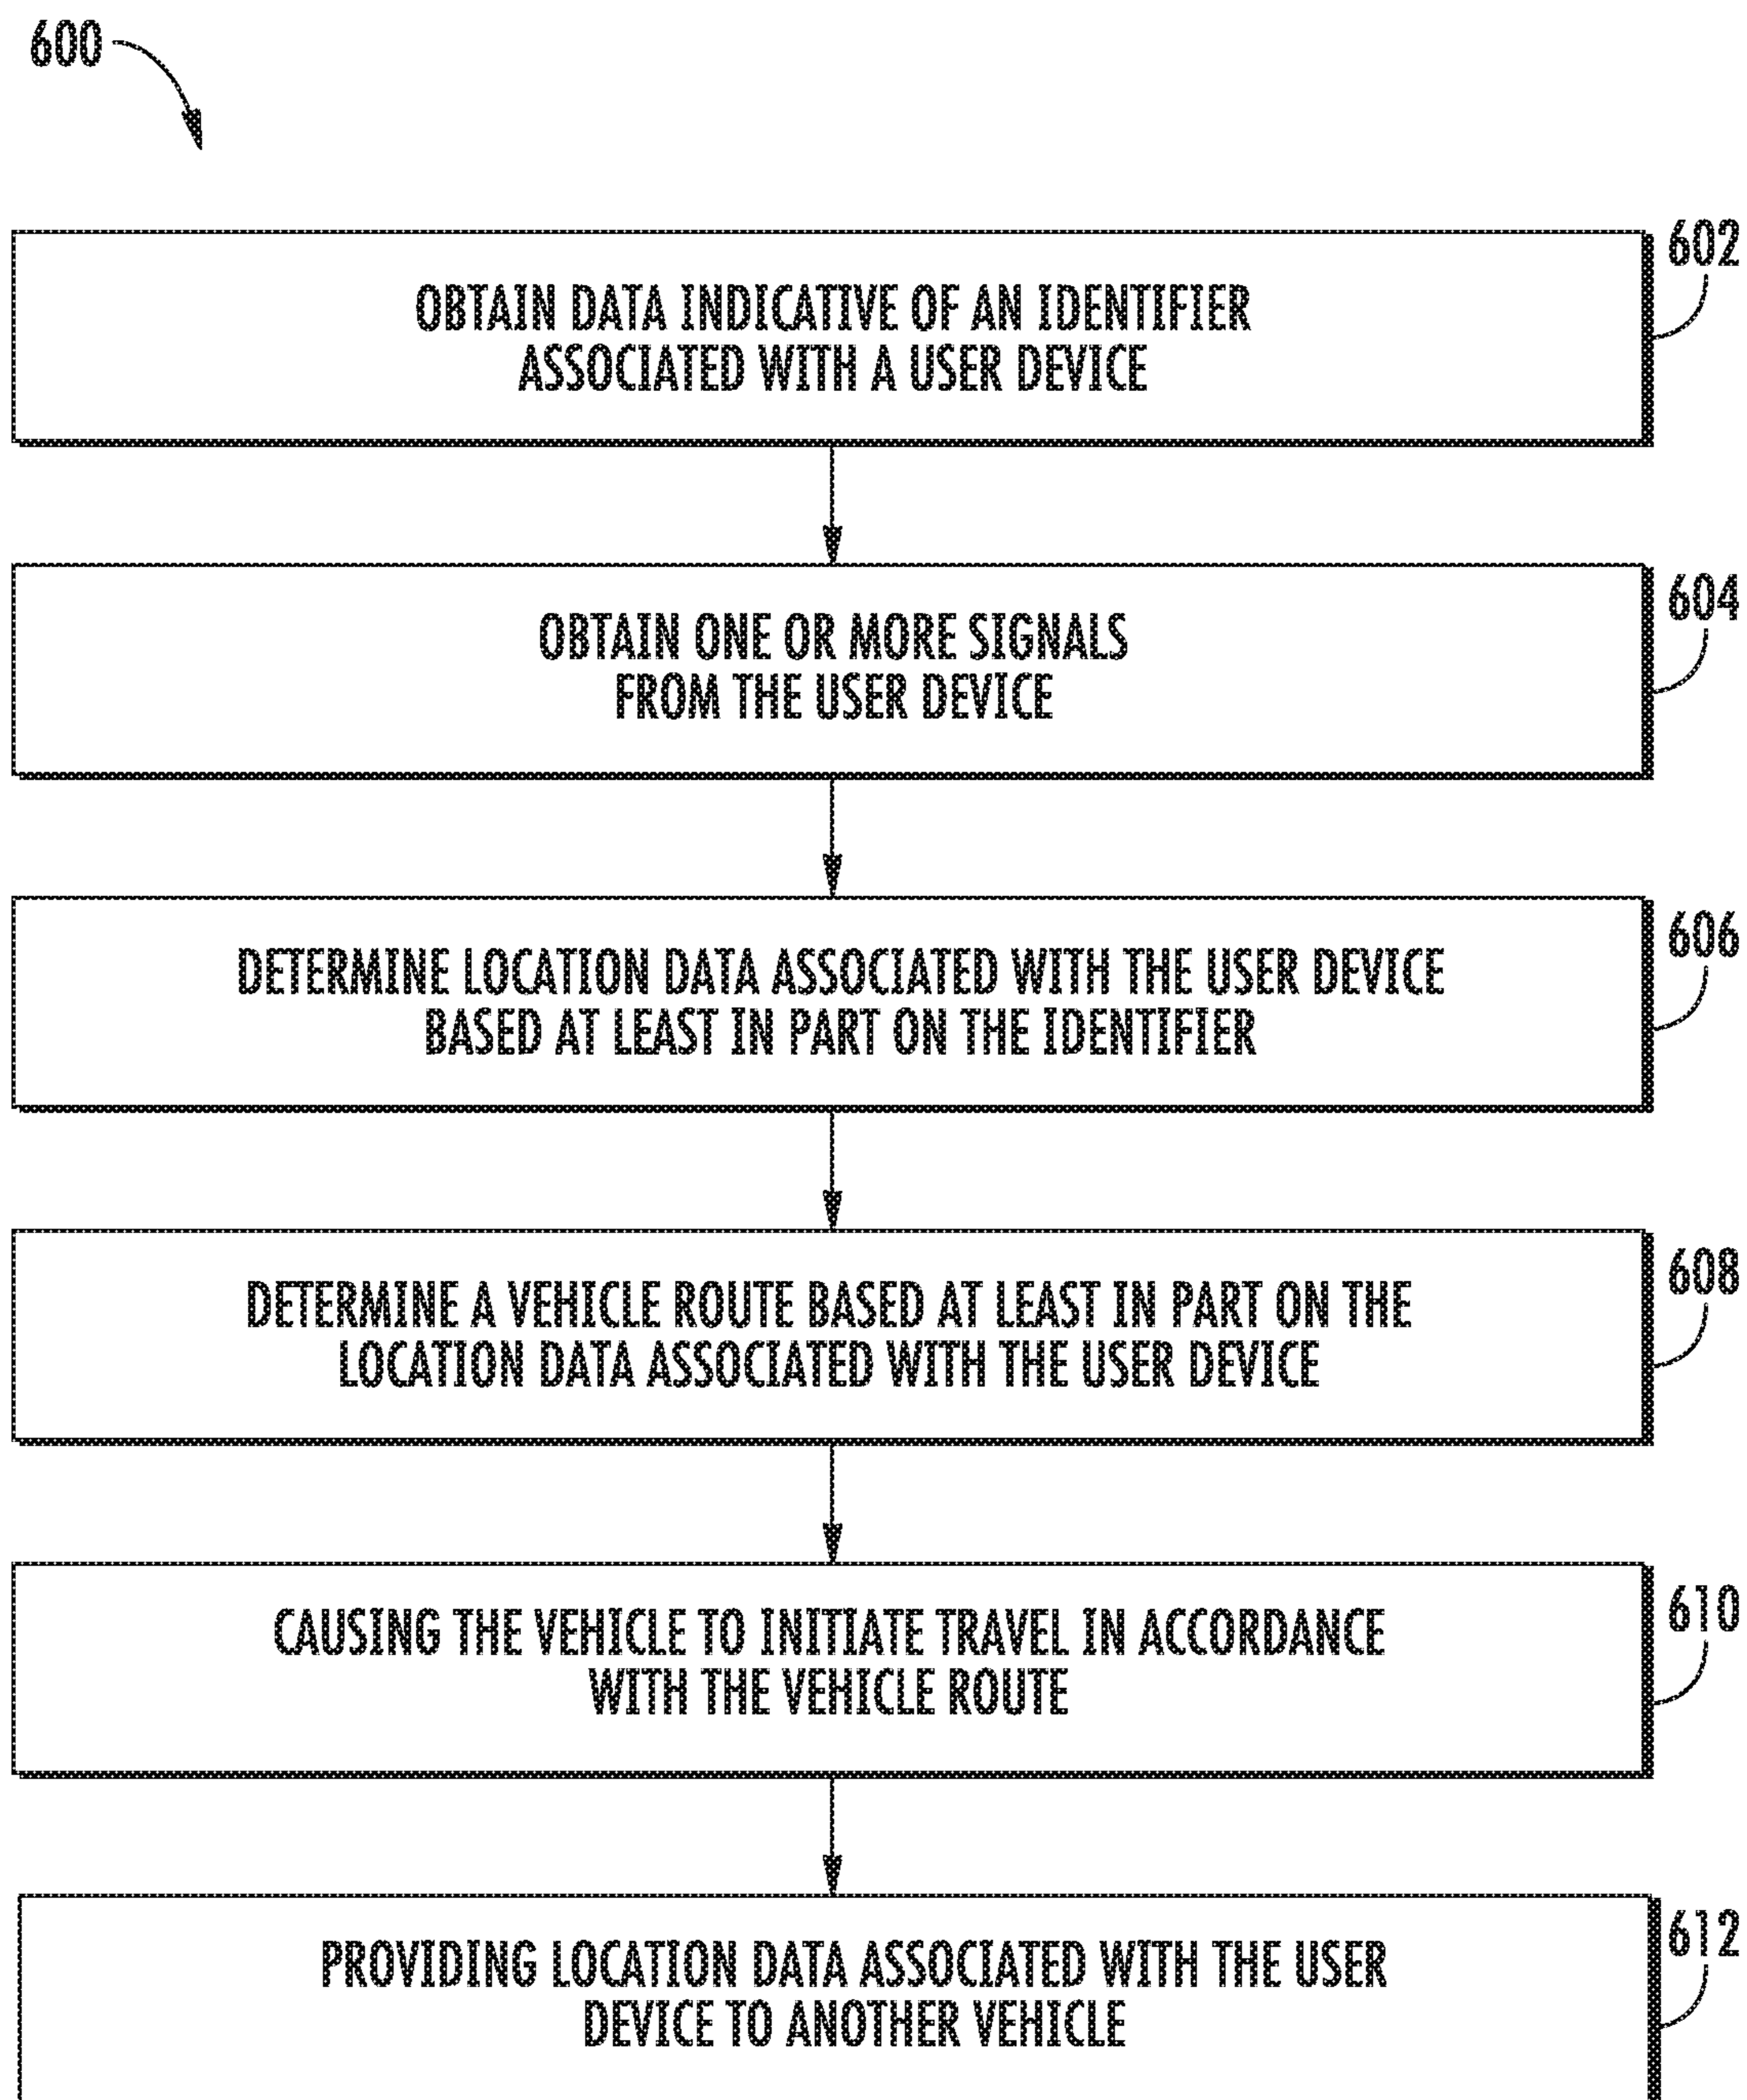 600
602
OBTAIN DATA INDICATIVE OF AN IDENTIFIER
ASSOCIATED WITH A USER DEVICE
604
OBTAIN ONE OR MORE SIGNALS
FROM THE USER DEVICE
606
DETERMINE LOCATION DATA ASSOCIATED WITH THE USER DEVICE
BASED AT LEAST IN PART ON THE IDENTIFIER
608
DETERMINE A VEHICLE ROUTE BASED AT LEAST IN PART ON THE
LOCATION DATA ASSOCIATED WITH THE USER DEVICE
610
CAUSING THE VEHICLE TO INITIATE TRAVEL IN ACCORDANCE
WITH THE VEHICLE ROUTE
612
PROVIDING LOCATION DATA ASSOCIATED WITH THE USER
DEVICE TO ANOTHER VEHICLE